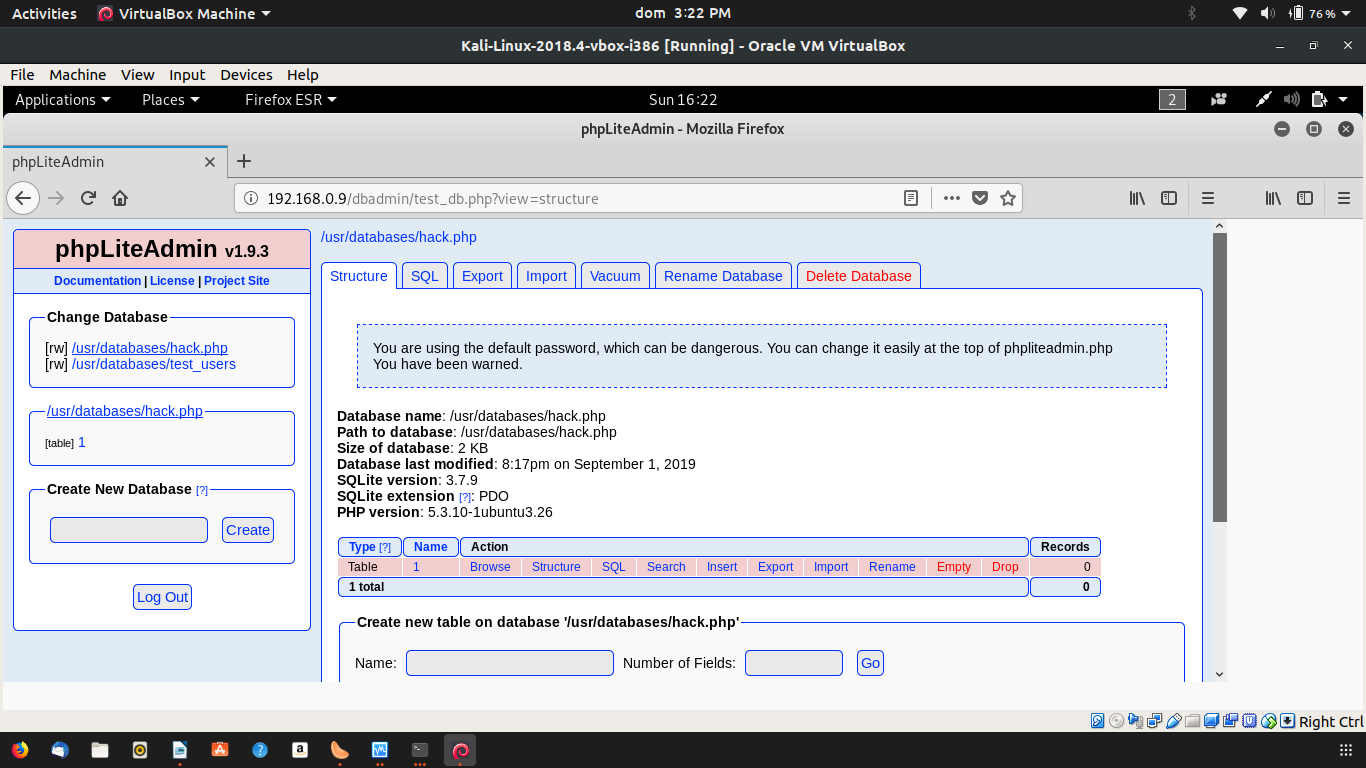 Activities VirtualBox Machine dom 3:22 PM 76%
Kali-Linux-2018.4-vbox-i386 [Running] - Oracle VM VirtualBox
File Machine View Input Devices Help
Applications Places Firefox ESR Sun 16:22 2
phpLiteAdmin - Mozilla Firefox
phpLiteAdmin
192.168.0.9/dbadmin/test_db.php?view=structure
phpLiteAdmin v1.9.3
Documentation | License | Project Site
Change Database
[rw] /usr/databases/hack.php
[rw] /usr/databases/test_users
/usr/databases/hack.php
[table] 1
Create New Database [?]
Create
Log Out
/usr/databases/hack.php
Structure SQL Export Import Vacuum Rename Database Delete Database
You are using the default password, which can be dangerous. You can change it easily at the top of phpliteadmin.php
You have been warned.
Database name: /usr/databases/hack.php
Path to database: /usr/databases/hack.php
Size of database: 2 KB
Database last modified: 8:17pm on September 1, 2019
SQLite version: 3.7.9
SQLite extension [?]: PDO
PHP version: 5.3.10-1ubuntu3.26
Type [?] Name Action Records
Table 1 Browse Structure SQL Search Insert Export Import Rename Empty Drop 0
1 total 0
Create new table on database '/usr/databases/hack.php'
Name: Number of Fields: Go
Right Ctrl